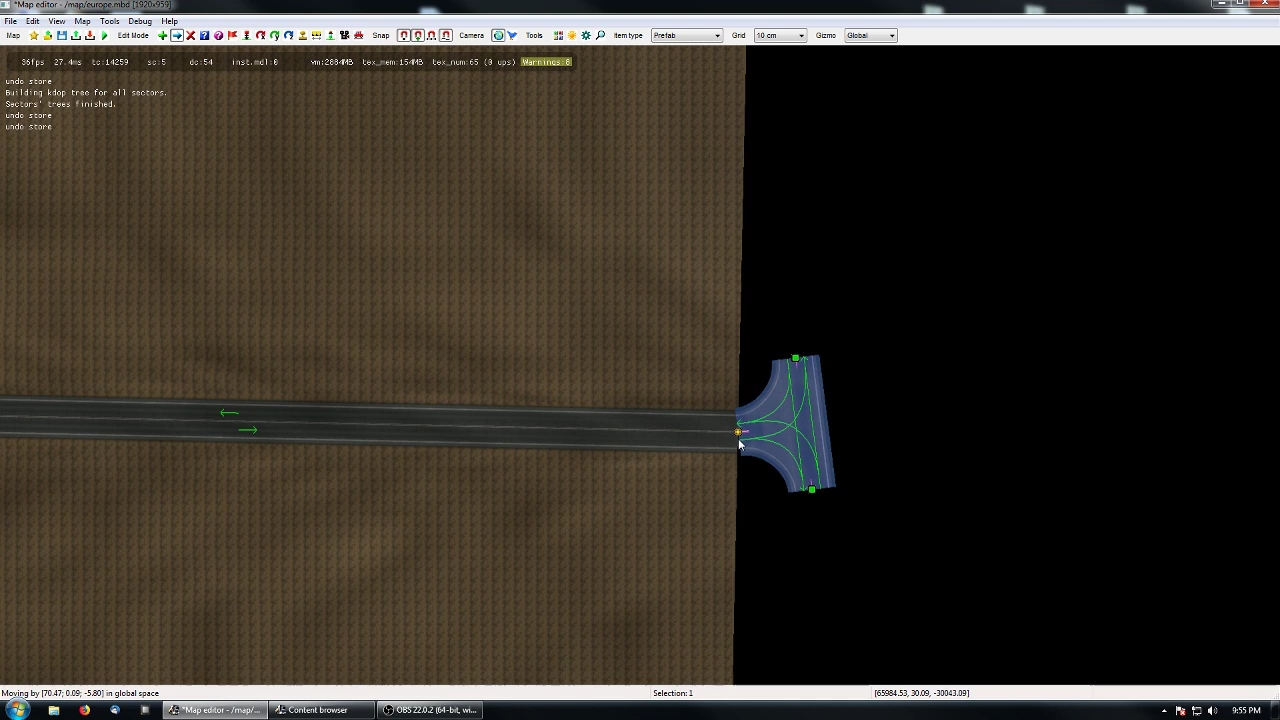 *Map editor - /map/europe.mbd [1920x959]
File Edit View Map Tools Debug Help
Map Edit Mode Snap Camera Tools Item type Prefab Grid 10 cm Gizmo Global
36fps 27.4ms tc:14259 sc:5 dc:54 inst.mdl:0 vm:2884MB tex_mem:154MB tex_num:65 (0 ups) Warnings:8
undo store
Building kdop tree for all sectors.
Sectors' trees finished.
undo store
undo store
Moving by [70.47; 0.09; -5.80] in global space Selection: 1 [65984.53, 30.09, -30043.09]
*Map editor - /map/... Content browser OBS 22.0.2 (64-bit, wi... 9:55 PM